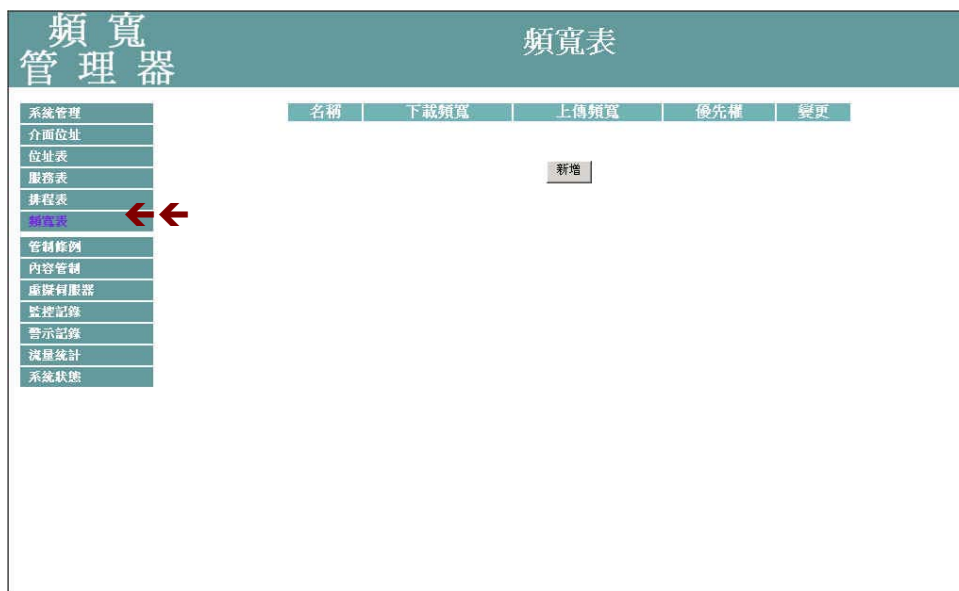 頻寬
管理器
頻寬表
系統管理
介面位址
位址表
服務表
排程表
頻寬表
管制條例
內容管制
虛擬伺服器
監控記錄
警示記錄
流量統計
系統狀態
名稱 下載頻寬 上傳頻寬 優先權 變更
新增